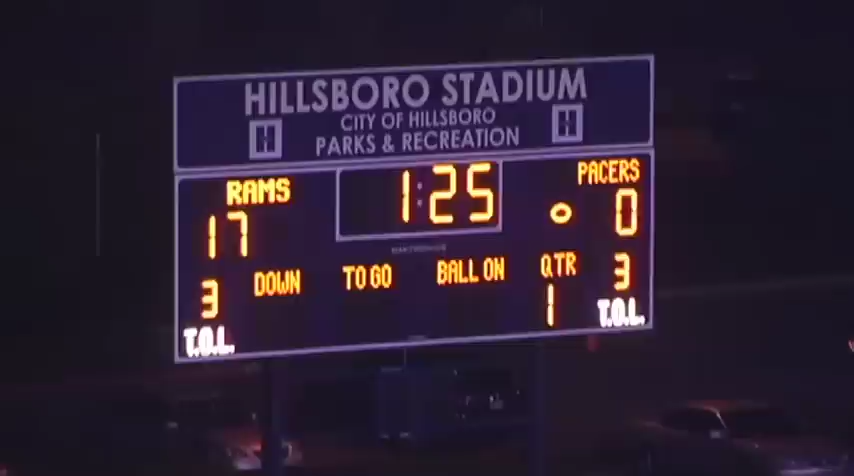 HILLSBORO STADIUM
H CITY OF HILLSBORO H
PARKS & RECREATION
RAMS 1:25 PACERS
17 0
DOWN TO GO BALL ON QTR
3 1 3
T.O.L. T.O.L.